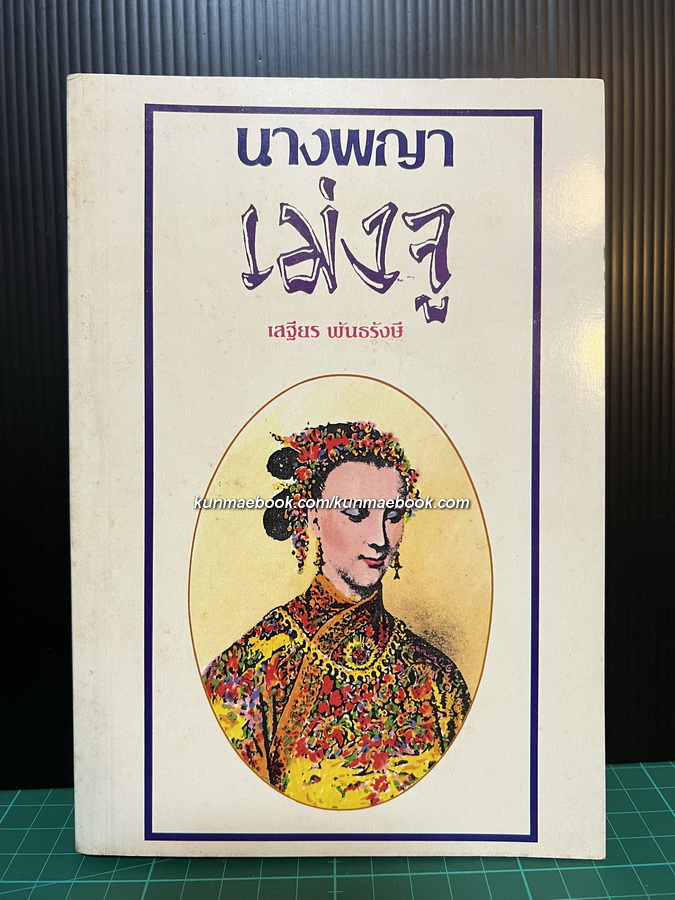 นางพญา
เม่งจู
เสฐียร พันธรังษี
kunmaebook.com/kunmaebook.com